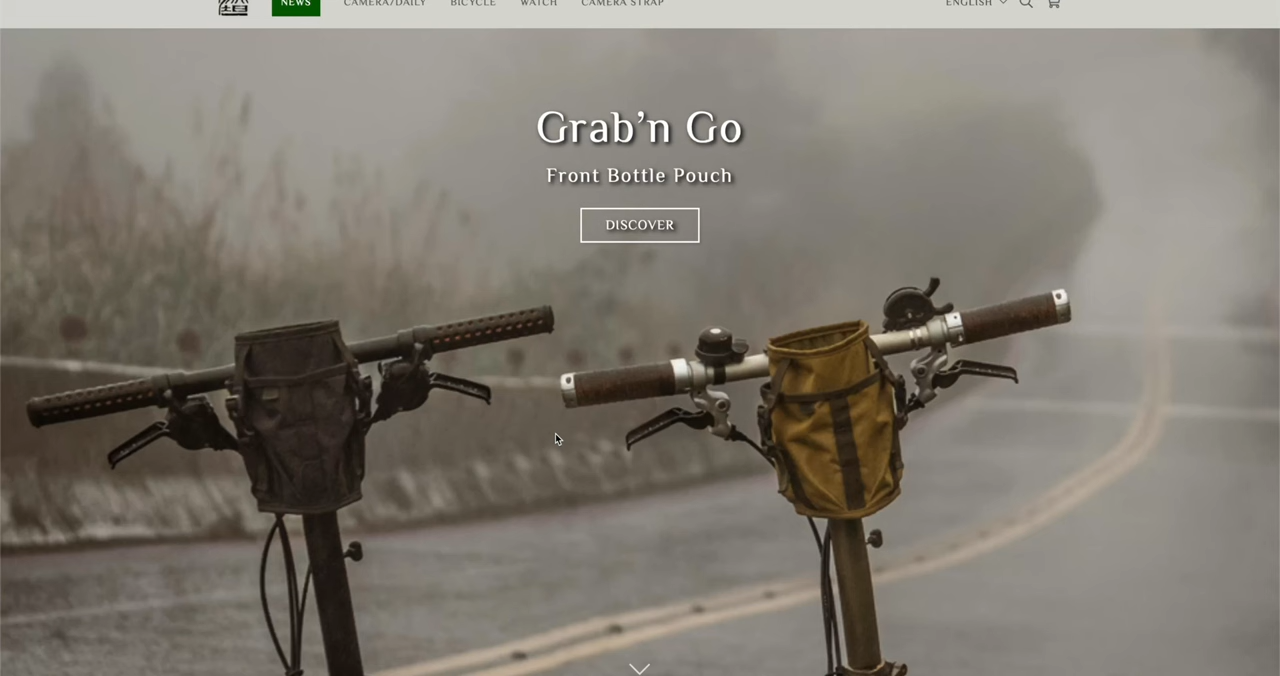 NEWS CAMERA/DAILY BICYCLE WATCH CAMERA STRAP ENGLISH
Grab’n Go
Front Bottle Pouch
DISCOVER